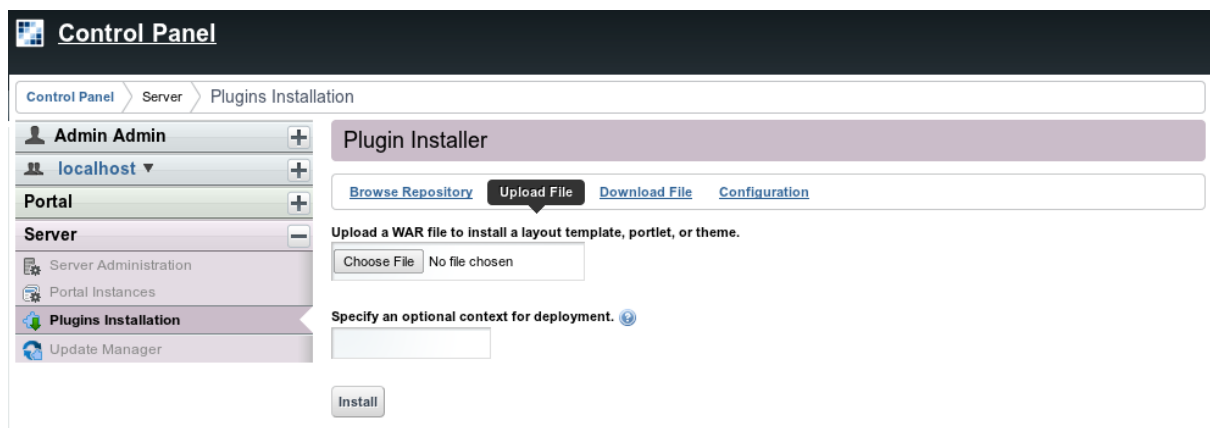 Control Panel
Control Panel Server Plugins Installation
Admin Admin
localhost ▼
Portal
Server
Server Administration
Portal Instances
Plugins Installation
Update Manager
Plugin Installer
Browse Repository Upload File Download File Configuration
Upload a WAR file to install a layout template, portlet, or theme.
Choose File No file chosen
Specify an optional context for deployment.
Install